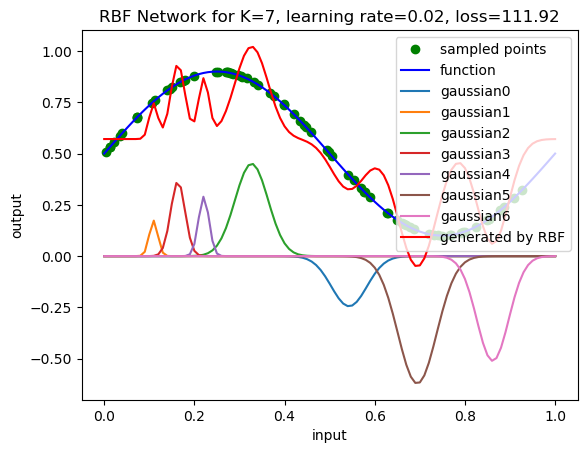 RBF Network for K=7, learning rate=0.02, loss=111.92
1.00
0.75
0.50
0.25
0.00
−0.25
−0.50
output
sampled points
function
gaussian0
gaussian1
gaussian2
gaussian3
gaussian4
gaussian5
gaussian6
generated by RBF
0.0 0.2 0.4 0.6 0.8 1.0
input